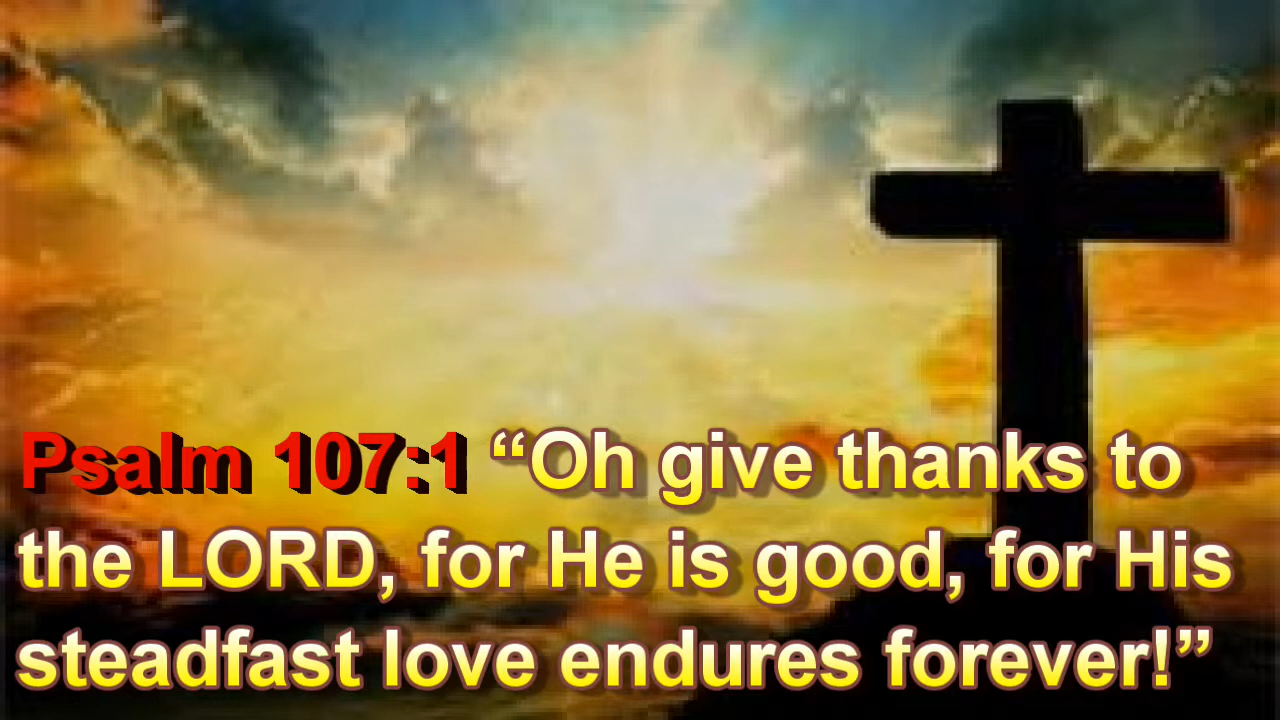 Psalm 107:1 “Oh give thanks to
the LORD, for He is good, for His
steadfast love endures forever!”